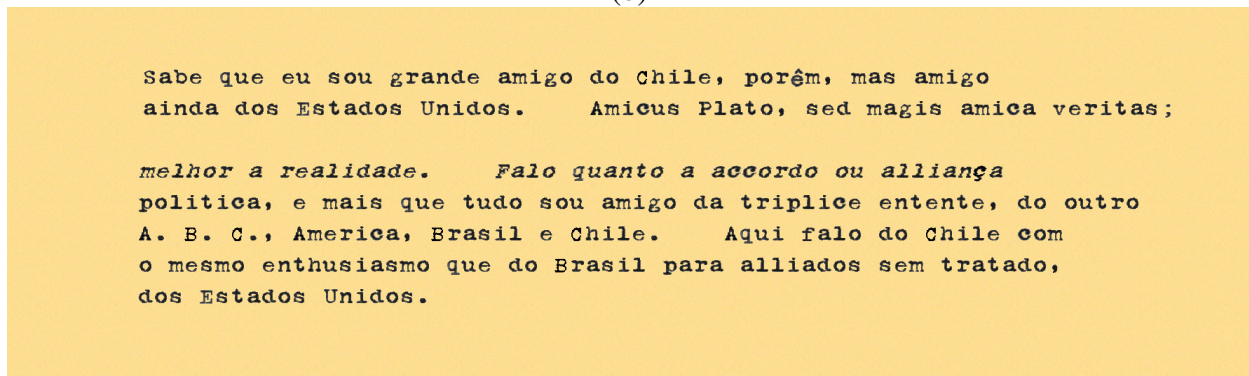 Sabe que eu sou grande amigo do Chile, porêm, mas amigo
ainda dos Estados Unidos. Amicus Plato, sed magis amica veritas;
melhor a realidade. Falo quanto a accordo ou alliança
politica, e mais que tudo sou amigo da triplice entente, do outro
A. B. C., America, Brasil e Chile. Aqui falo do Chile com
o mesmo enthusiasmo que do Brasil para alliados sem tratado,
dos Estados Unidos.